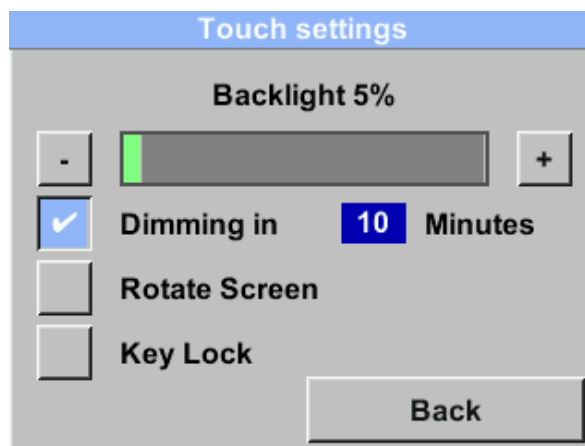 Touch settings
Backlight 5%
- +
Dimming in 10 Minutes
Rotate Screen
Key Lock
Back